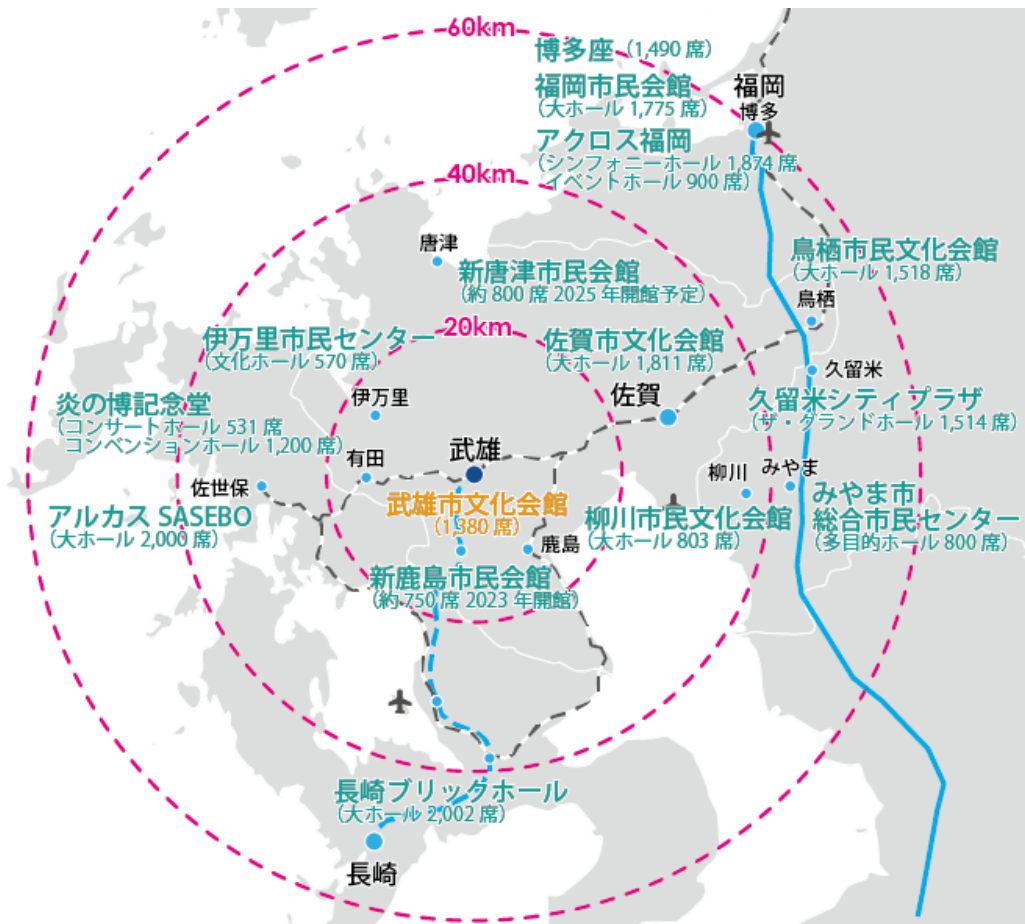 60km
博多座 (1,490 席)
福岡市民会館
(大ホール 1,775 席)
福岡
博多
アクロス福岡
(シンフォニーホール 1,874 席
イベントホール 900 席)
40km
唐津
新唐津市民会館
(約 800 席 2025 年開館予定)
鳥栖市民文化会館
(大ホール 1,518 席)
鳥栖
20km
伊万里市民センター
(文化ホール 570 席)
佐賀市文化会館
(大ホール 1,811 席)
伊万里
佐賀
久留米
炎の博記念堂
(コンサートホール 531 席
コンベンションホール 1,200 席)
久留米シティプラザ
(ザ・グランドホール 1,514 席)
武雄
有田
佐世保
柳川
みやま
アルカス SASEBO
(大ホール 2,000 席)
武雄市文化会館
(1,380 席)
柳川市民文化会館
(大ホール 803 席)
みやま市
総合市民センター
(多目的ホール 800 席)
鹿島
新鹿島市民会館
(約 750 席 2023 年開館)
長崎ブリックホール
(大ホール 2,002 席)
長崎